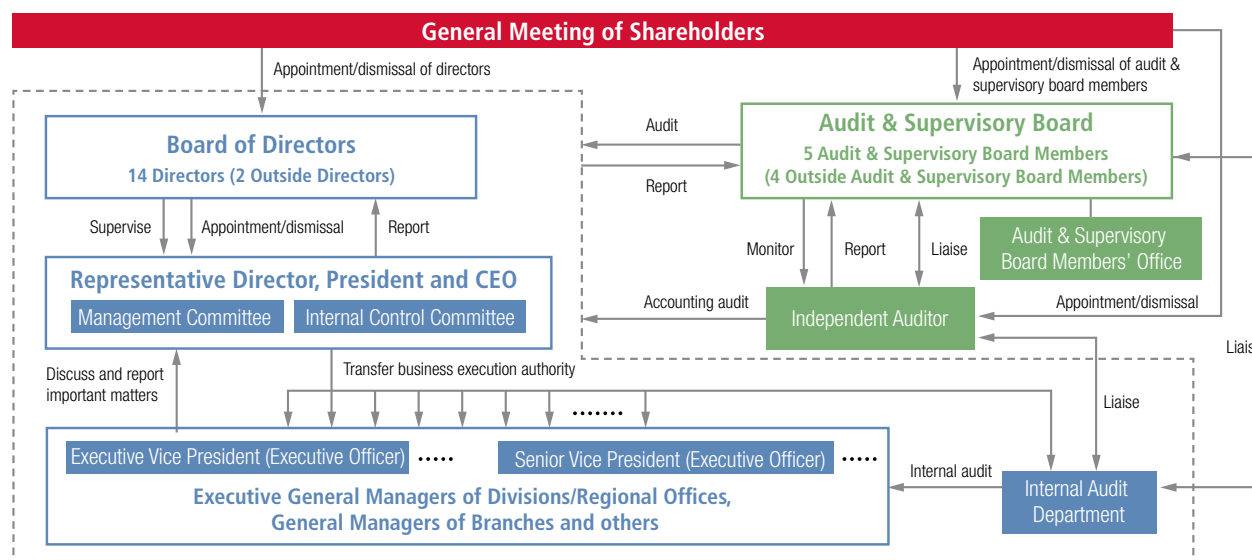 General Meeting of Shareholders
Appointment/dismissal of directors
Appointment/dismissal of audit &
supervisory board members
Board of Directors
14 Directors (2 Outside Directors)
Audit
Report
Audit & Supervisory Board
5 Audit & Supervisory Board Members
(4 Outside Audit & Supervisory Board Members)
Supervise
Appointment/dismissal
Report
Monitor
Report
Liaise
Audit & Supervisory
Board Members' Office
Representative Director, President and CEO
Management Committee
Internal Control Committee
Accounting audit
Independent Auditor
Appointment/dismissal
Liais
Discuss and report
important matters
Transfer business execution authority
Liaise
.......
Executive Vice President (Executive Officer)
.....
Senior Vice President (Executive Officer)
.....
Executive General Managers of Divisions/Regional Offices,
General Managers of Branches and others
Internal audit
Internal Audit
Department